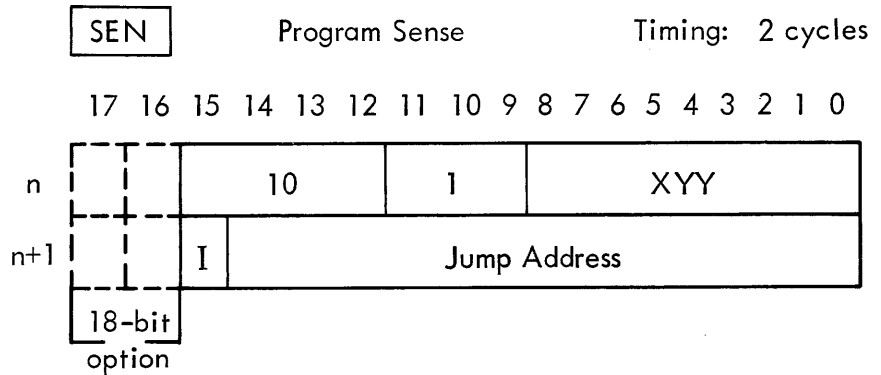 SEN Program Sense Timing: 2 cycles
17 16 15 14 13 12 11 10 9 8 7 6 5 4 3 2 1 0
n 10 1 XYY
n+1 I Jump Address
18-bit
option